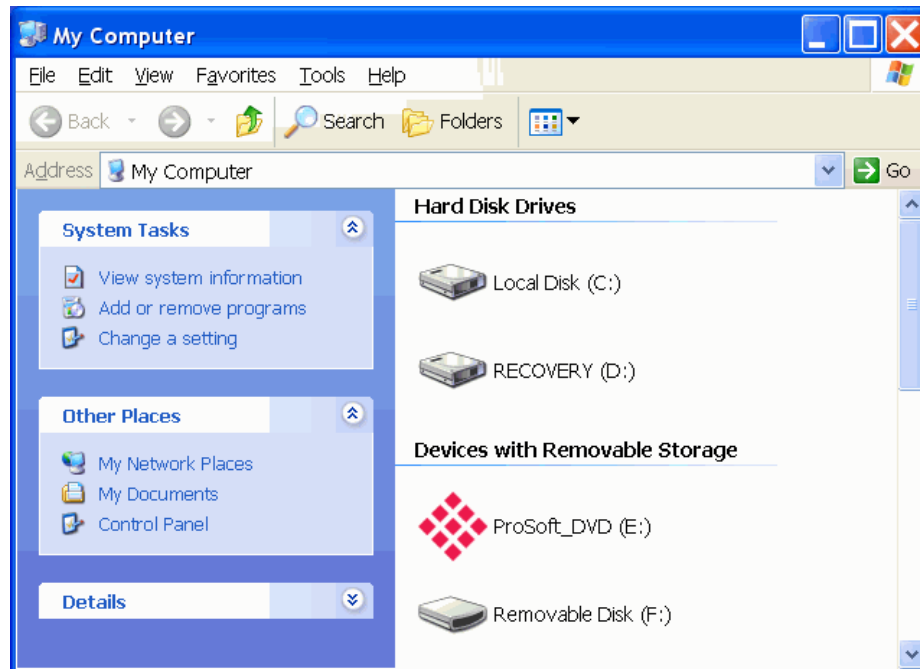 My Computer
File Edit View Favorites Tools Help
Back Search Folders
Address My Computer Go
System Tasks
View system information
Add or remove programs
Change a setting
Other Places
My Network Places
My Documents
Control Panel
Details
Hard Disk Drives
Local Disk (C:)
RECOVERY (D:)
Devices with Removable Storage
ProSoft_DVD (E:)
Removable Disk (F:)